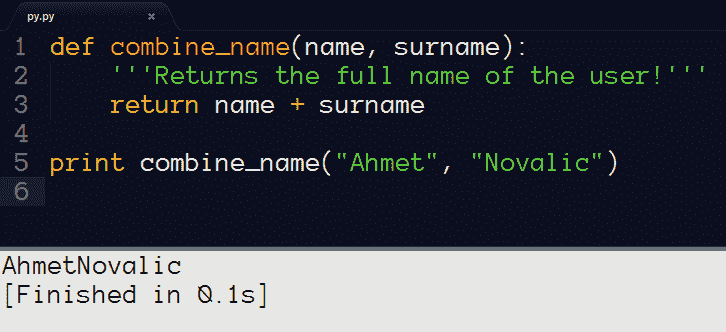 py.py ×
1 def combine_name(name, surname):
2     '''Returns the full name of the user!'''
3     return name + surname
4
5 print combine_name("Ahmet", "Novalic")
6
AhmetNovalic
[Finished in 0.1s]